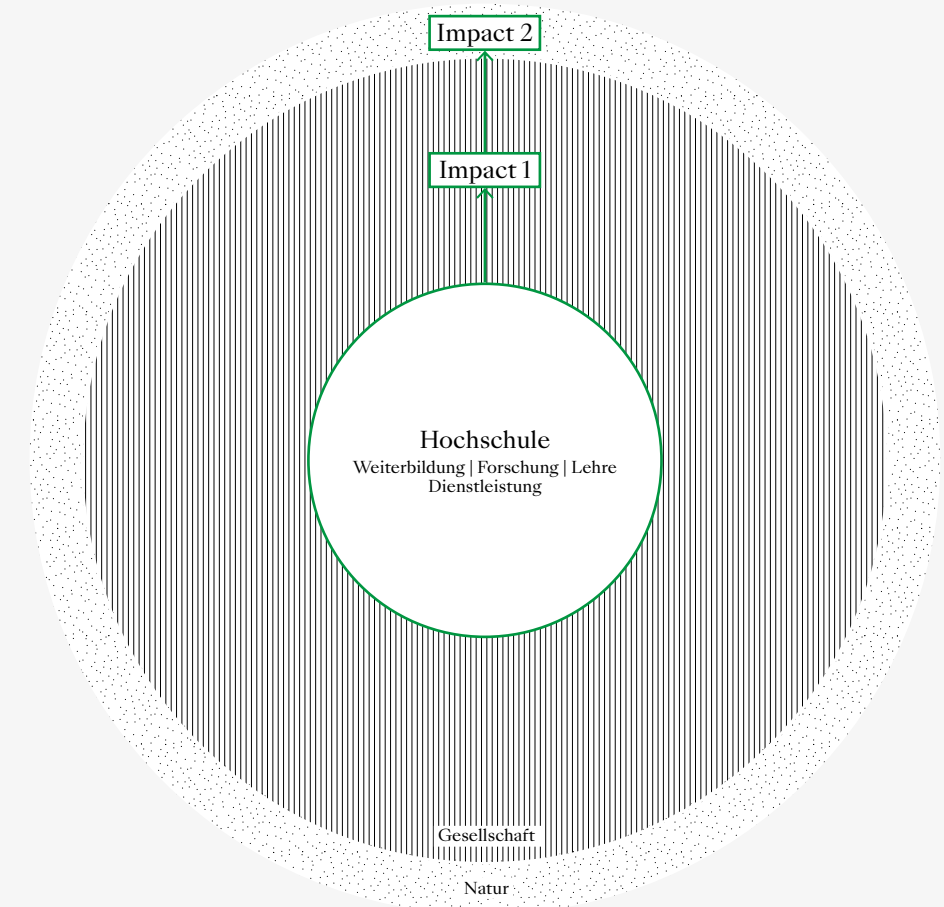 Impact 2
Impact 1
Hochschule
Weiterbildung | Forschung | Lehre
Dienstleistung
Gesellschaft
Natur